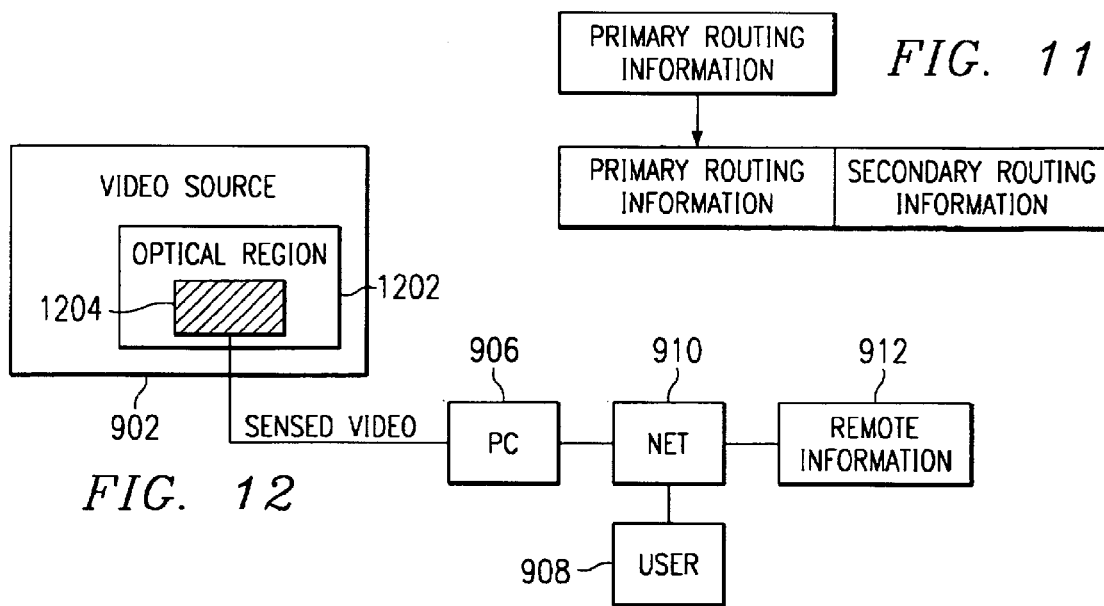 PRIMARY ROUTING
INFORMATION
FIG. 11
PRIMARY ROUTING
INFORMATION
SECONDARY ROUTING
INFORMATION
VIDEO SOURCE
OPTICAL REGION
1204
1202
902
SENSED VIDEO
906
PC
910
NET
912
REMOTE
INFORMATION
908
USER
FIG. 12